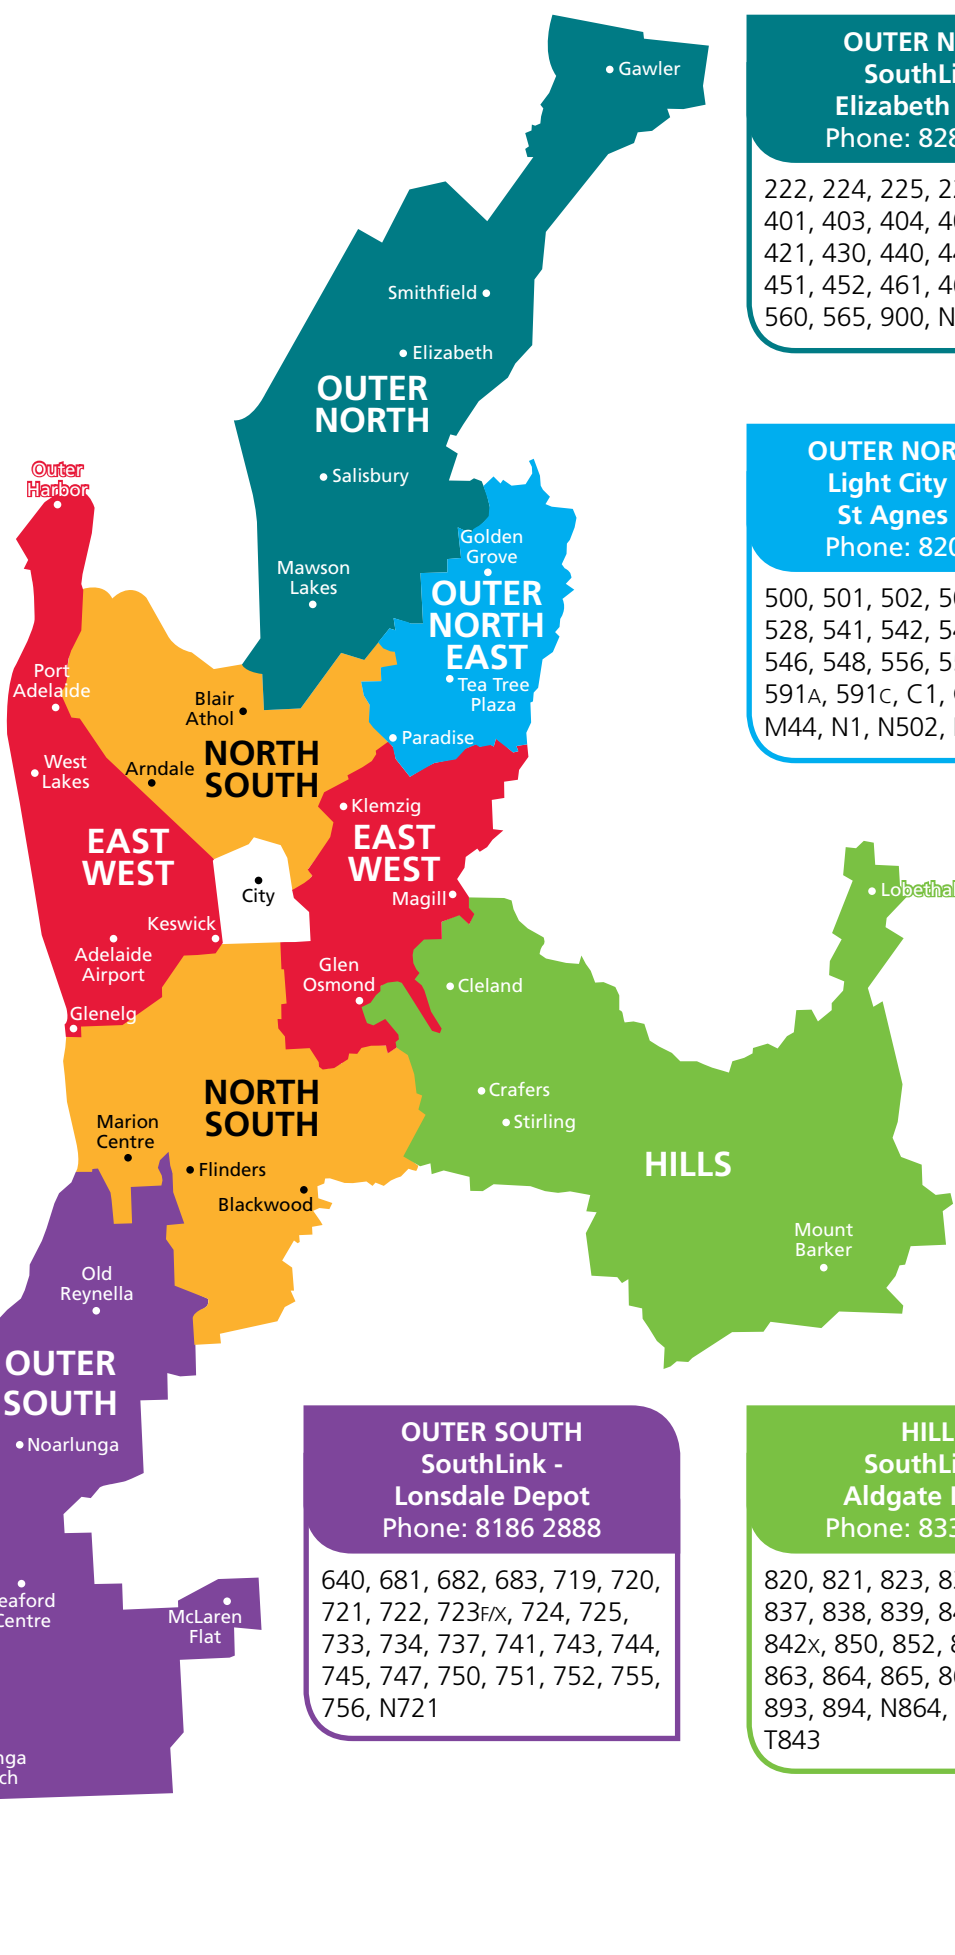 Gawler
Smithfield
Elizabeth
OUTER
NORTH
Salisbury
Mawson
Lakes
Outer
Harbor
Golden
Grove
OUTER
NORTH
EAST
Tea Tree
Plaza
Paradise
Port
Adelaide
Blair
Athol
NORTH
SOUTH
West
Lakes
Arndale
EAST
WEST
Klemzig
EAST
WEST
Magill
City
Keswick
Adelaide
Airport
Glen
Osmond
Glenelg
Cleland
Lobethal
Crafers
Stirling
HILLS
Mount
Barker
NORTH
SOUTH
Marion
Centre
Flinders
Blackwood
Old
Reynella
OUTER
SOUTH
Noarlunga
eaford
Centre
McLaren
Flat
nga
ch
OUTER N
SouthLi
Elizabeth
Phone: 828
222, 224, 225, 2
401, 403, 404, 4
421, 430, 440, 4
451, 452, 461, 4
560, 565, 900, N
OUTER NOR
Light City
St Agnes
Phone: 820
500, 501, 502, 5
528, 541, 542, 54
546, 548, 556, 5
591A, 591C, C1,
M44, N1, N502,
OUTER SOUTH
SouthLink -
Lonsdale Depot
Phone: 8186 2888
640, 681, 682, 683, 719, 720,
721, 722, 723F/X, 724, 725,
733, 734, 737, 741, 743, 744,
745, 747, 750, 751, 752, 755,
756, N721
HILL
SouthLi
Aldgate
Phone: 833
820, 821, 823, 83
837, 838, 839, 84
842X, 850, 852, 8
863, 864, 865, 86
893, 894, N864,
T843